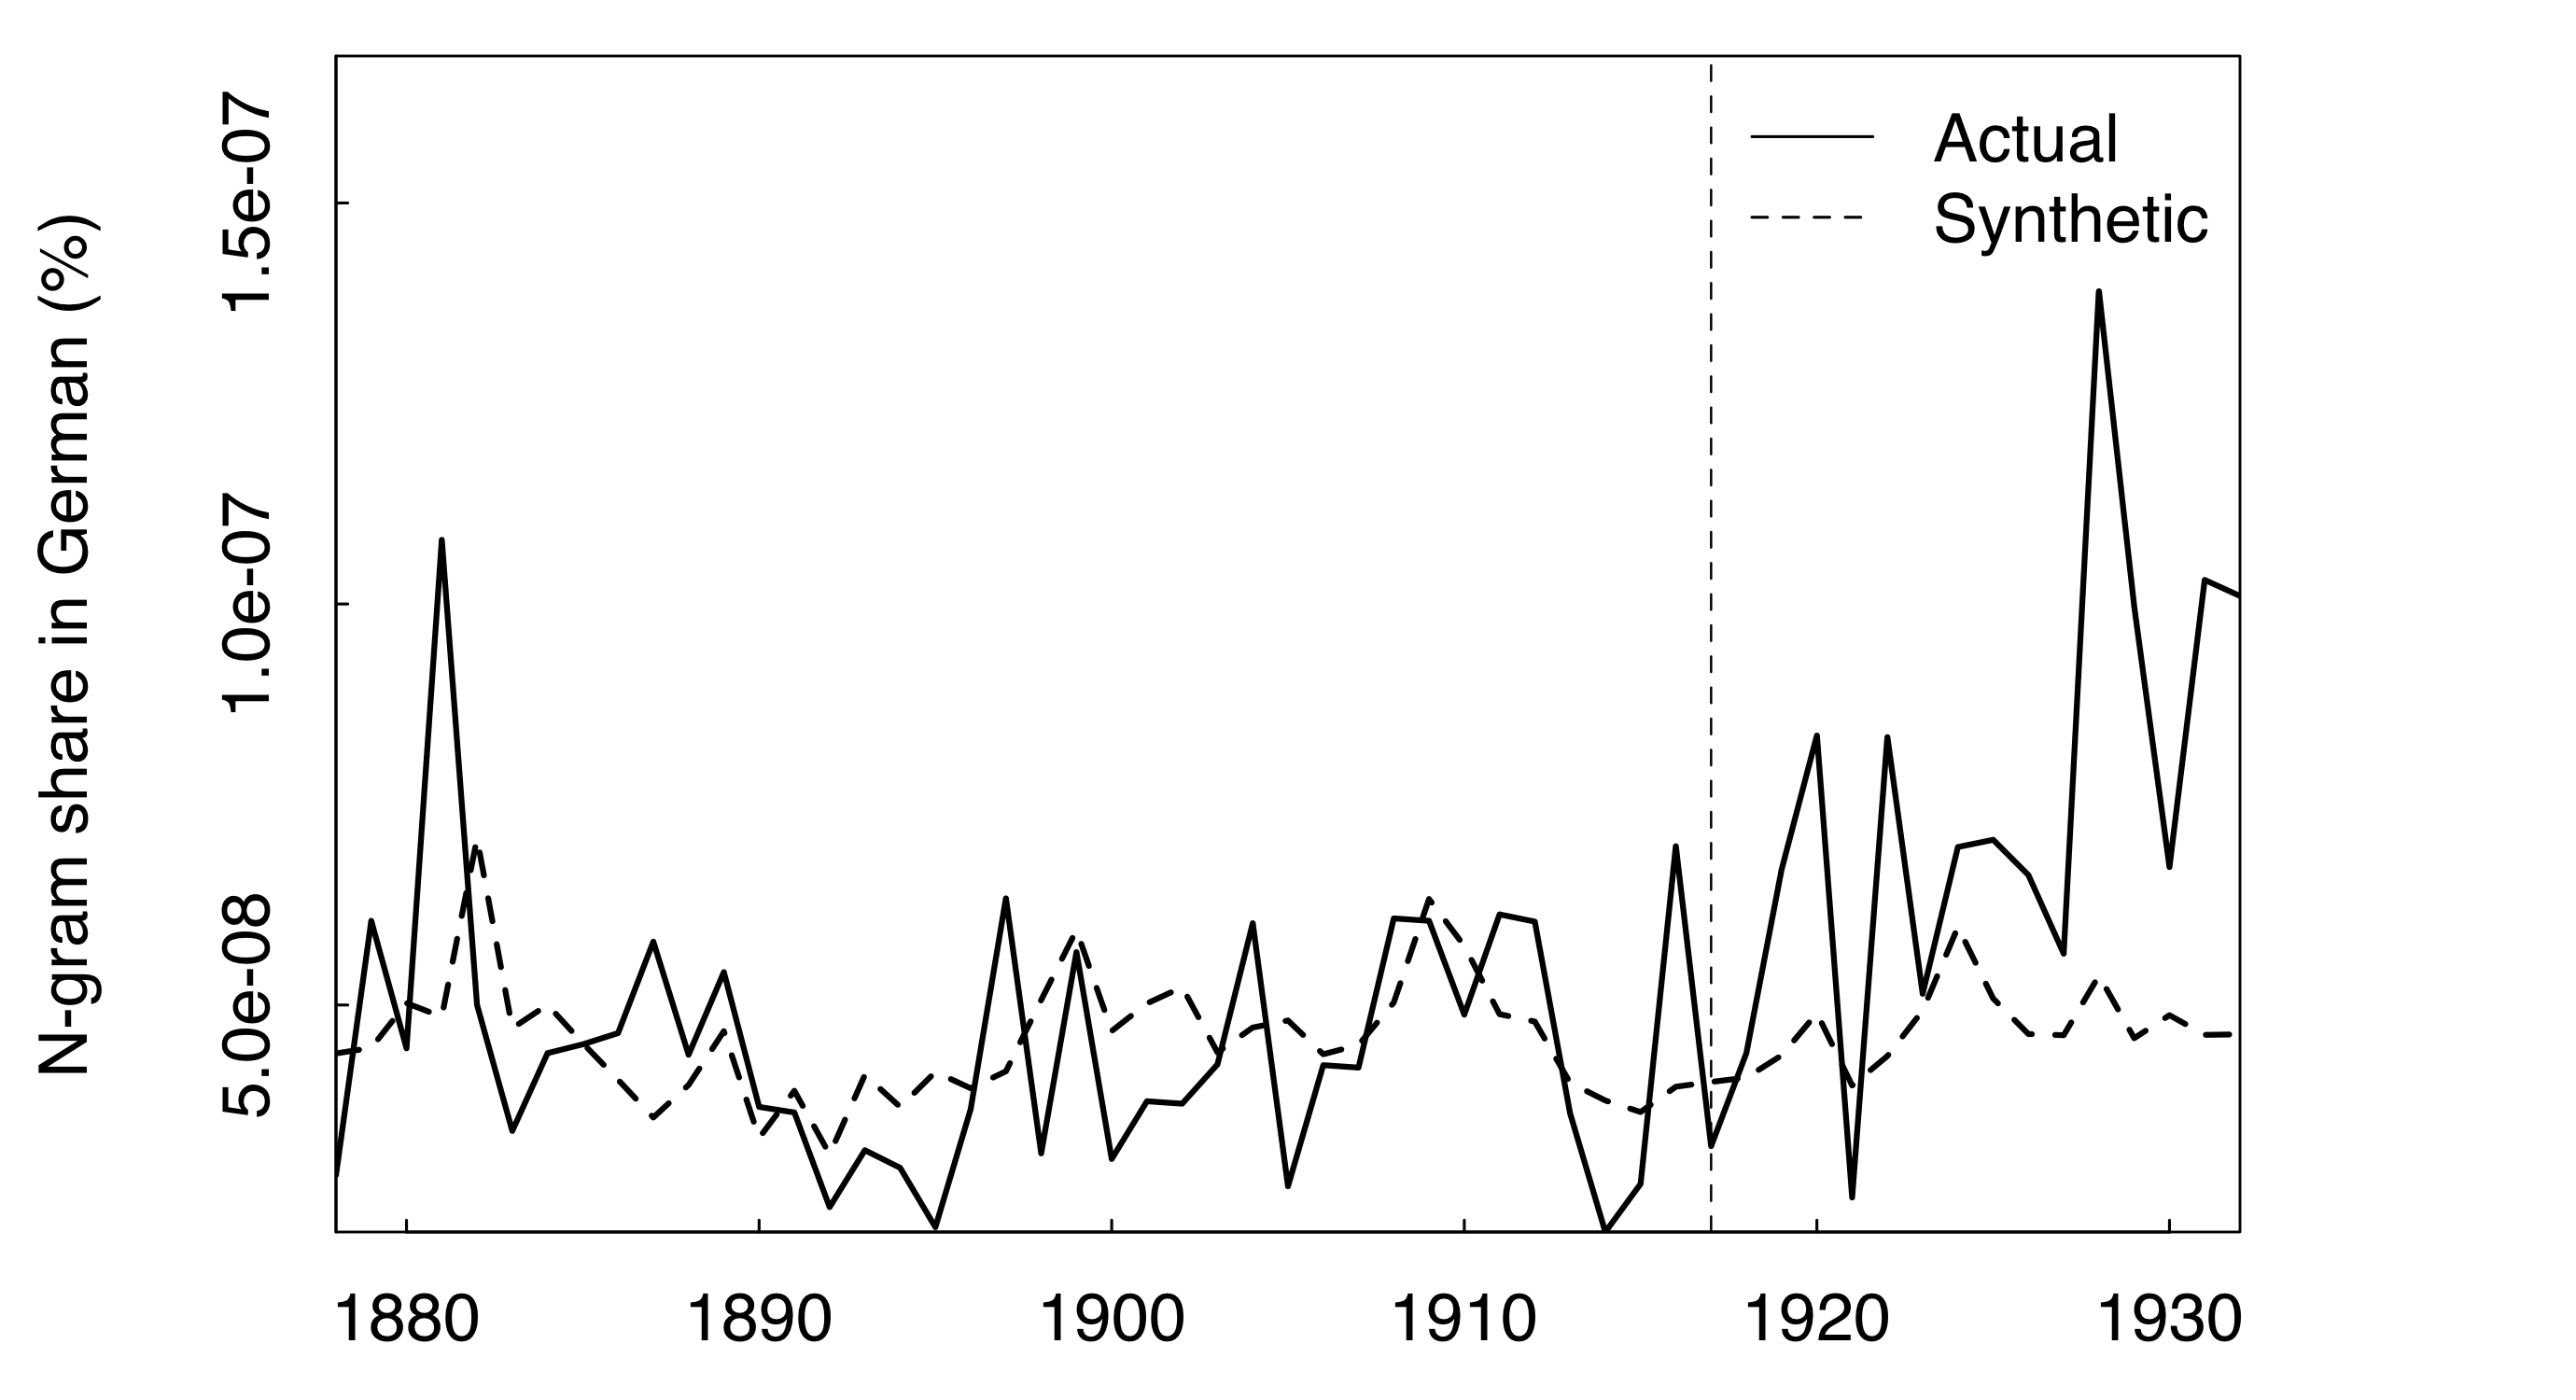 N-gram share in German (%)
1.5e-07
1.0e-07
5.0e-08
Actual
Synthetic
1880 1890 1900 1910 1920 1930